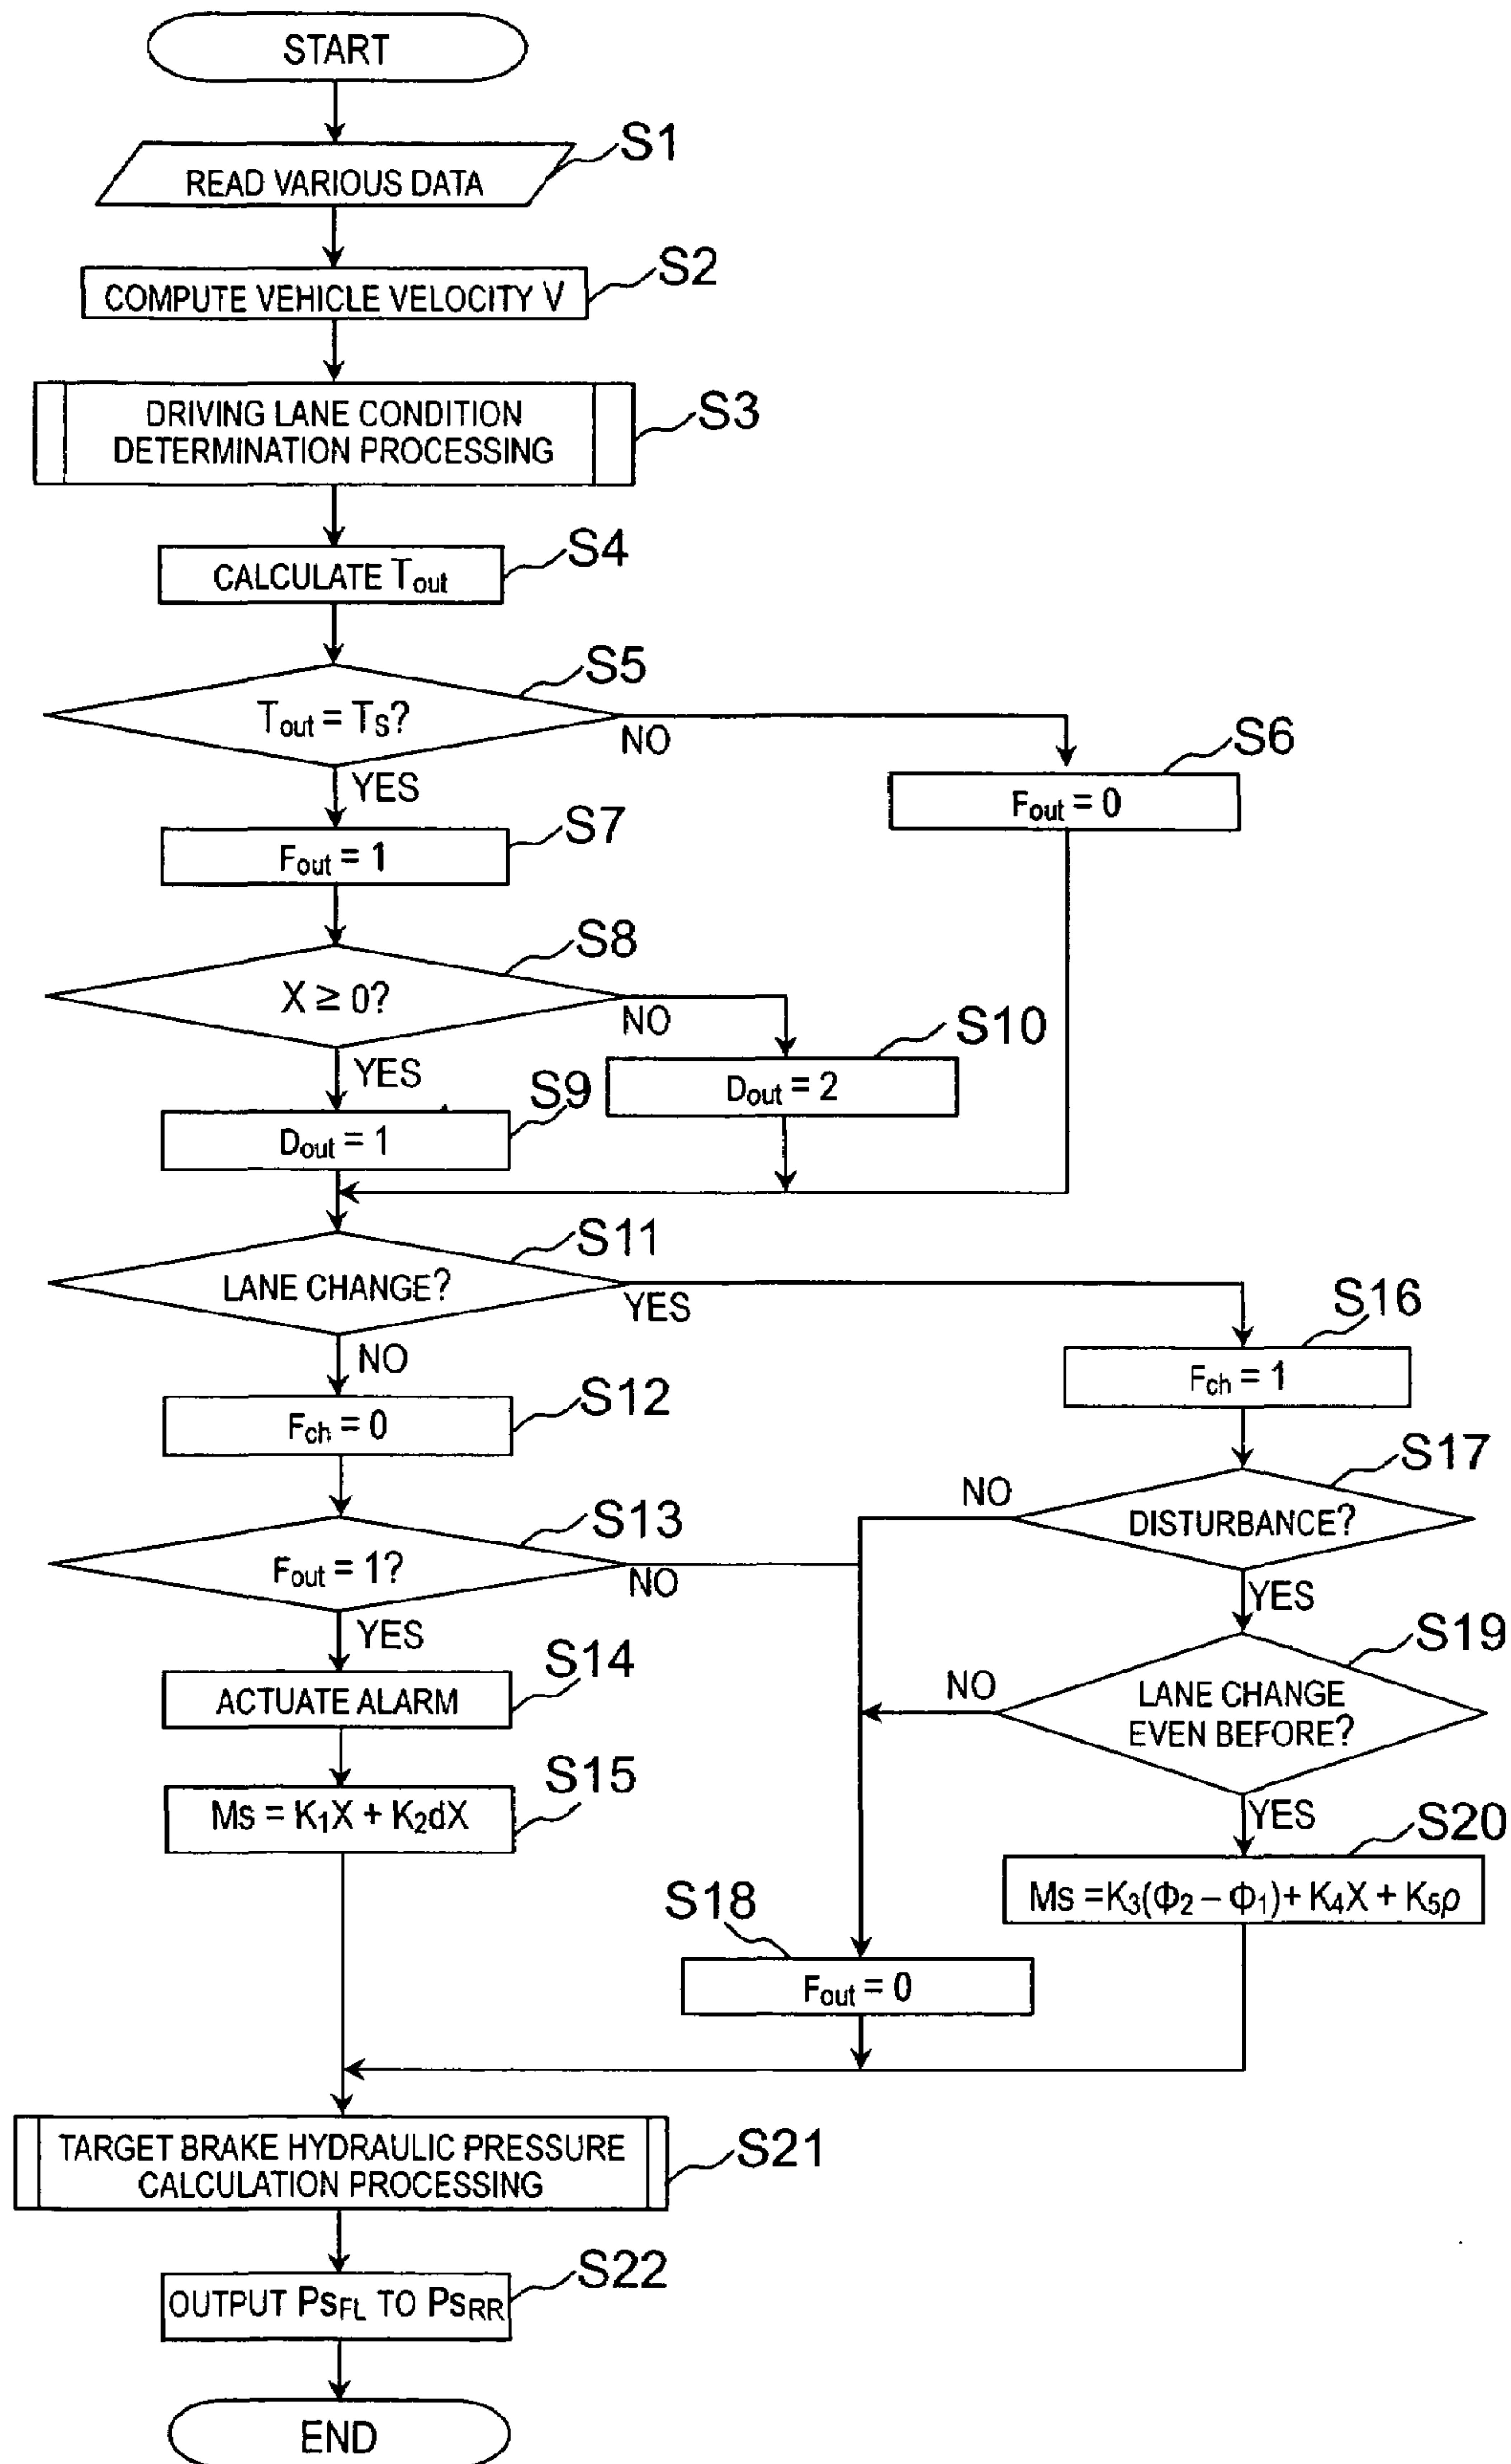 START
S1
READ VARIOUS DATA
S2
COMPUTE VEHICLE VELOCITY V
S3
DRIVING LANE CONDITION
DETERMINATION PROCESSING
S4
CALCULATE Tout
S5
Tout = TS?
NO
YES
S6
Fout = 0
S7
Fout = 1
S8
X ≥ 0?
NO
YES
S10
Dout = 2
S9
Dout = 1
S11
LANE CHANGE?
YES
NO
S16
Fch = 1
S12
Fch = 0
S17
NO
DISTURBANCE?
YES
S13
Fout = 1?
NO
YES
S19
NO
LANE CHANGE
EVEN BEFORE?
YES
S14
ACTUATE ALARM
S15
Ms = K1X + K2dX
S20
Ms =K3(Φ2 – Φ1)+ K4X + K5ρ
S18
Fout = 0
S21
TARGET BRAKE HYDRAULIC PRESSURE
CALCULATION PROCESSING
S22
OUTPUT PsFL TO PsRR
END